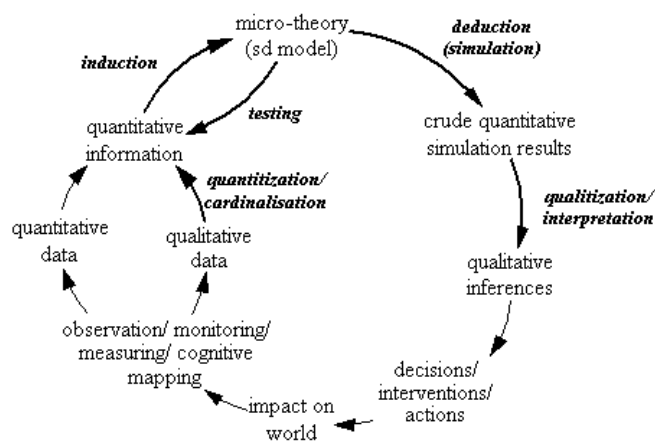 micro-theory
(sd model)
deduction
(simulation)
induction
testing
quantitative
information
crude quantitative
simulation results
quantitization/
cardinalisation
qualitization/
interpretation
quantitative
data
qualitative
data
qualitative
inferences
observation/ monitoring/
measuring/ cognitive
mapping
decisions/
interventions/
actions
impact on
world